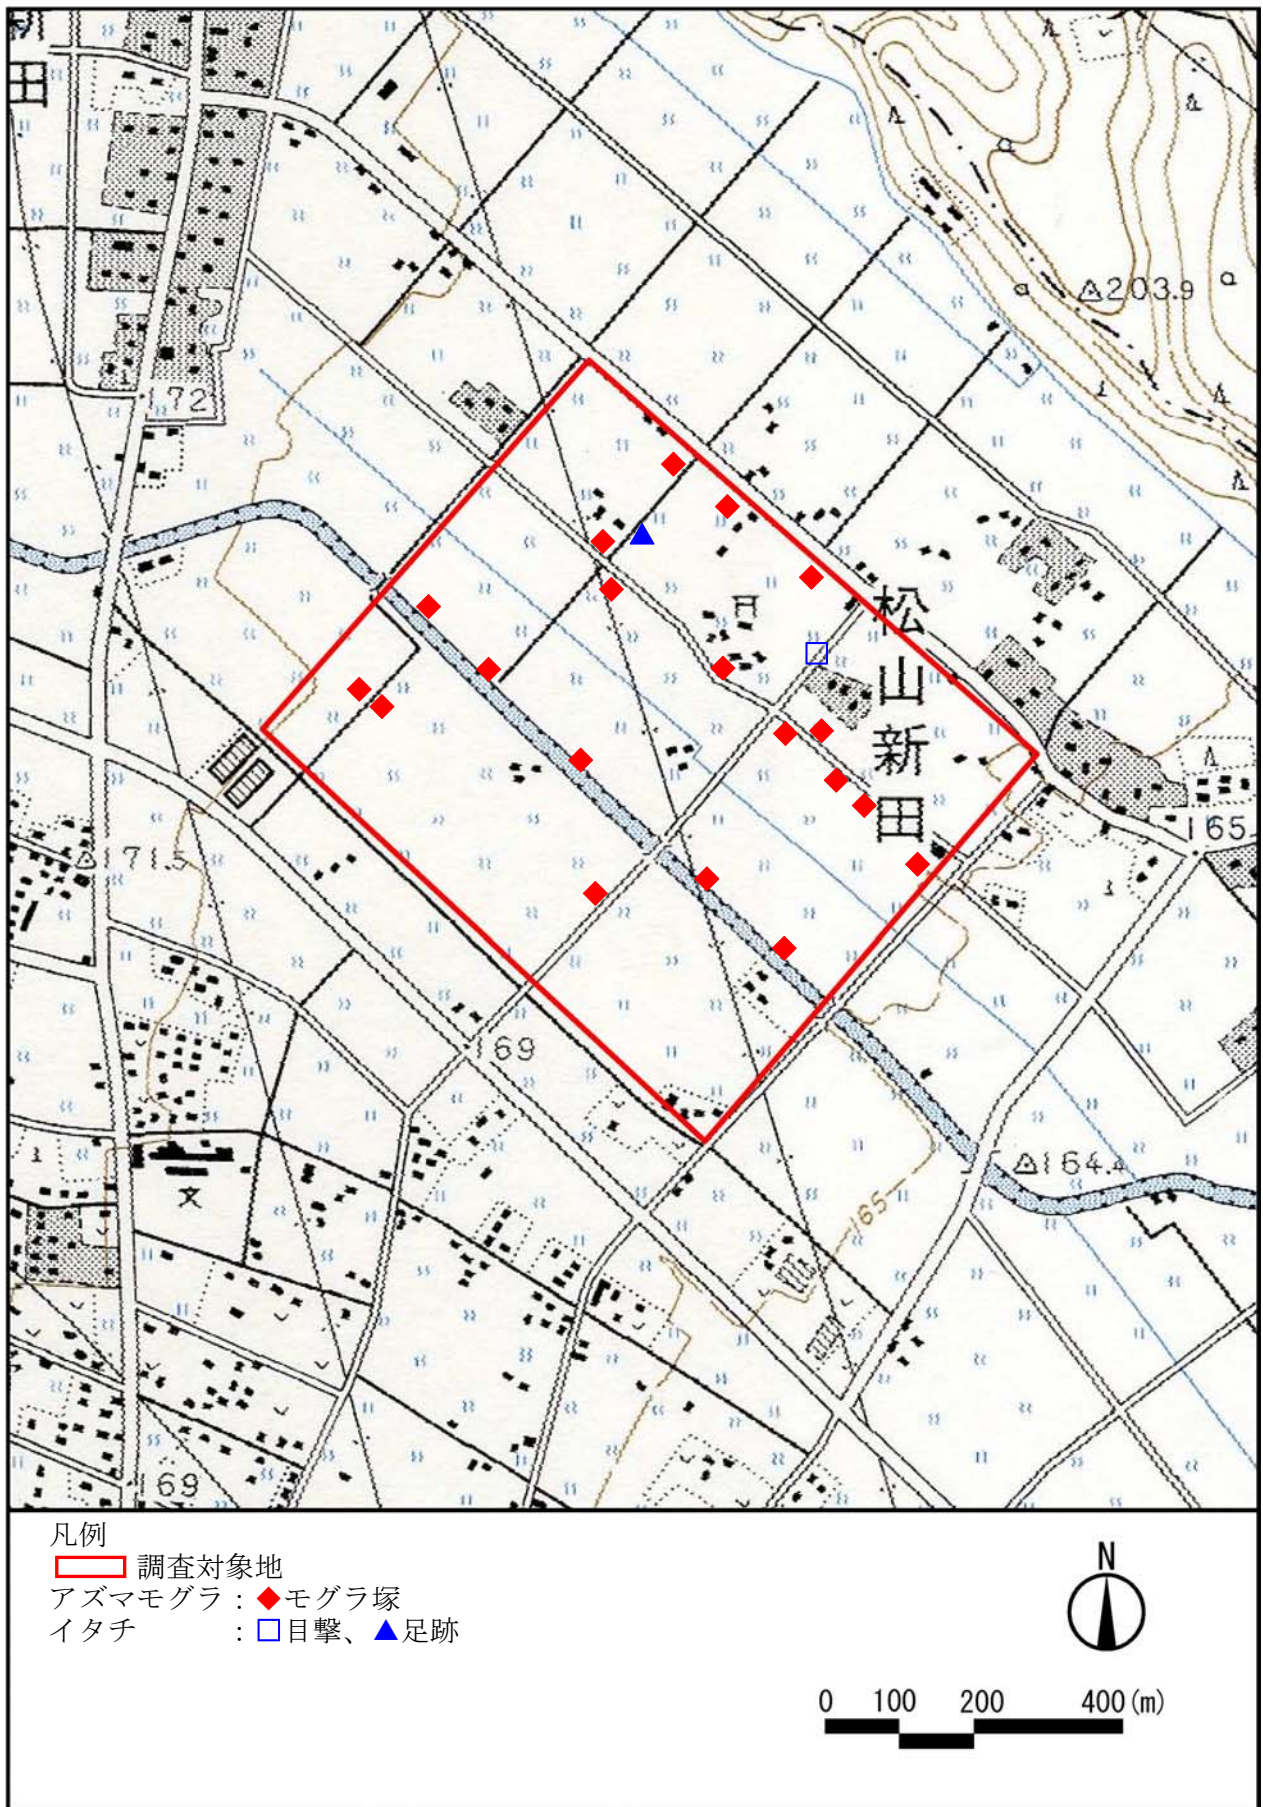 田
172
203.9
松山新田
165
171.5
169
164.4
165
文
169
凡例
調査対象地
アズマモグラ：◆モグラ塚
イタチ　　　：□目撃、▲足跡
N
0 100 200 400(m)